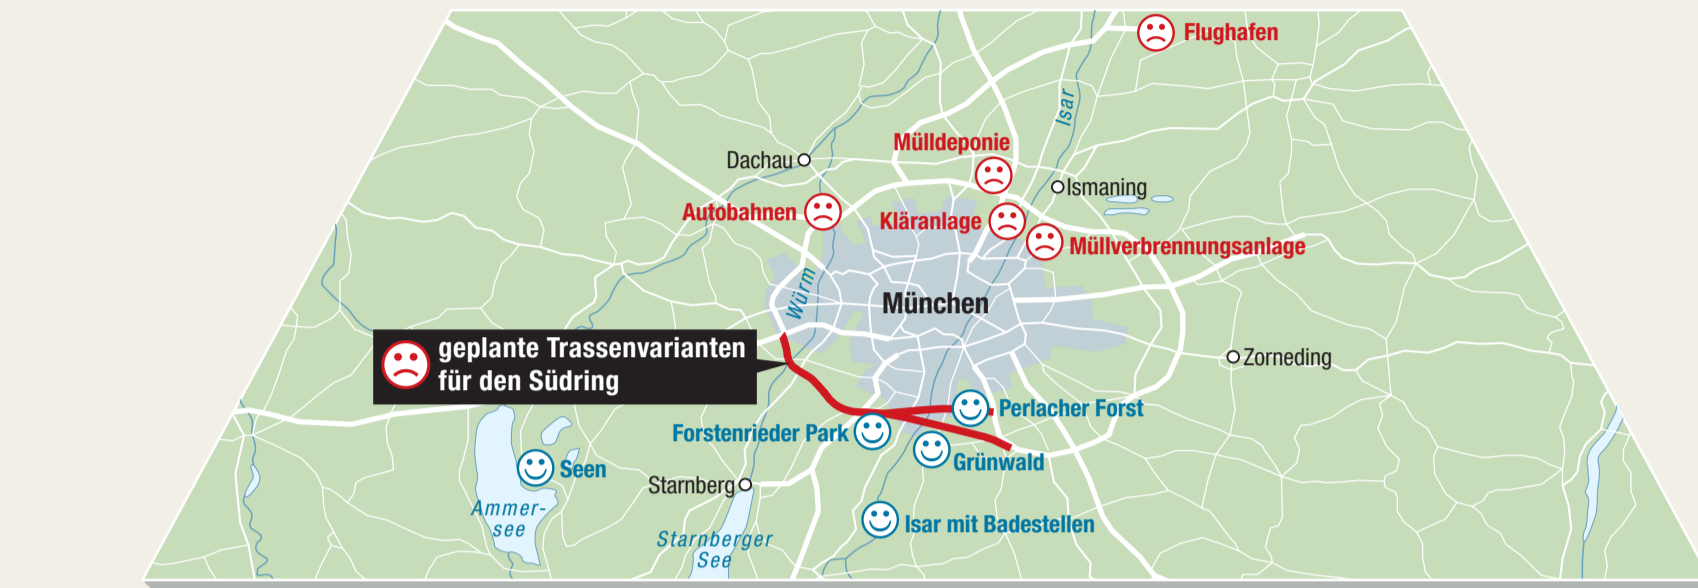 Flughafen
Isar
Mülldeponie
Dachau
Ismaning
Autobahnen
Kläranlage
Müllverbrennungsanlage
Würm
München
geplante Trassenvarianten
für den Südring
Zorneding
Perlacher Forst
Forstenrieder Park
Grünwald
Seen
Starnberg
Ammer-
see
Isar mit Badestellen
Starnberger
See